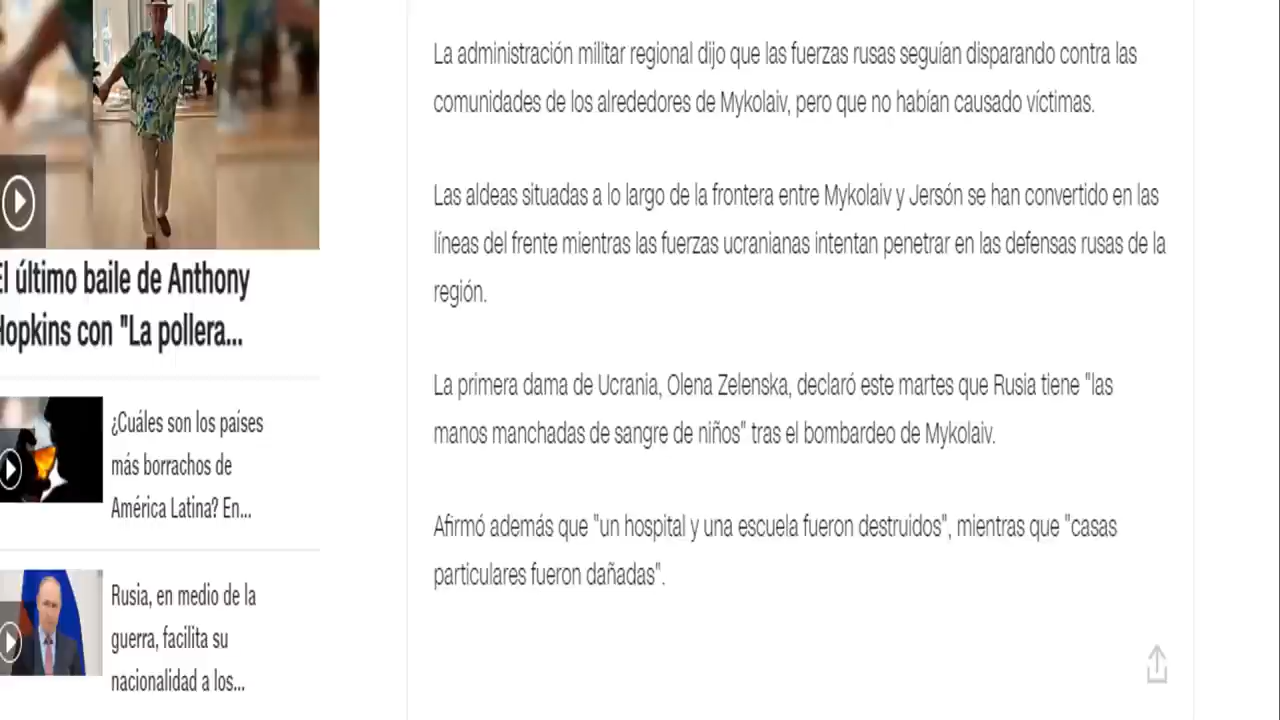 El último baile de Anthony
Hopkins con "La pollera...
¿Cuáles son los países
más borrachos de
América Latina? En...
Rusia, en medio de la
guerra, facilita su
nacionalidad a los...
La administración militar regional dijo que las fuerzas rusas seguían disparando contra las
comunidades de los alrededores de Mykolaiv, pero que no habían causado víctimas.
Las aldeas situadas a lo largo de la frontera entre Mykolaiv y Jersón se han convertido en las
líneas del frente mientras las fuerzas ucranianas intentan penetrar en las defensas rusas de la
región.
La primera dama de Ucrania, Olena Zelenska, declaró este martes que Rusia tiene "las
manos manchadas de sangre de niños" tras el bombardeo de Mykolaiv.
Afirmó además que "un hospital y una escuela fueron destruidos", mientras que "casas
particulares fueron dañadas".